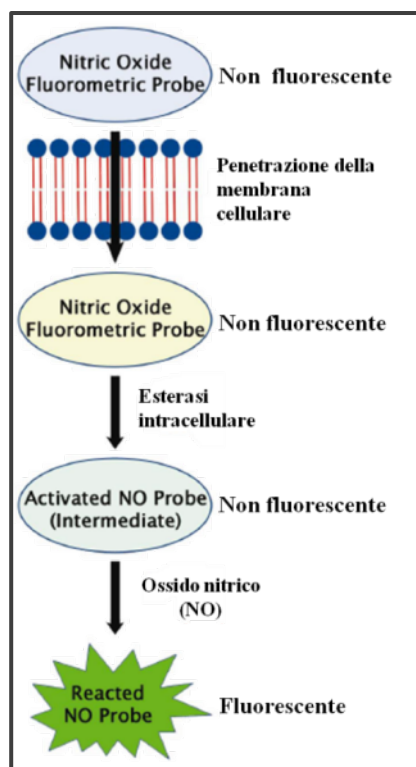 Nitric Oxide
Fluorometric Probe
Non fluorescente
Penetrazione della
membrana
cellulare
Nitric Oxide
Fluorometric Probe
Non fluorescente
Esterasi
intracellulare
Activated NO Probe
(Intermediate)
Non fluorescente
Ossido nitrico
(NO)
Reacted
NO Probe
Fluorescente